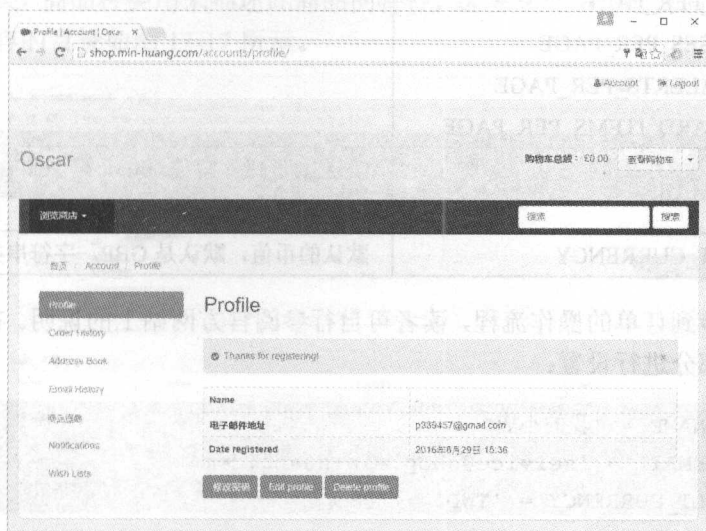 Profile | Account | Oscar
shop.min-huang.com/accounts/profile/
Account Logout
Oscar
购物车总额: £0.00 查看购物车
浏览商店
搜索 搜索
首页 Account Profile
Profile
Profile
Order History
Thanks for registering!
Address Book
Email History
Name -
电子邮件地址 p339457@gmail.com
Notifications
Date registered 2016年6月29日 15:36
Wish Lists
修改密码 Edit profile Delete profile